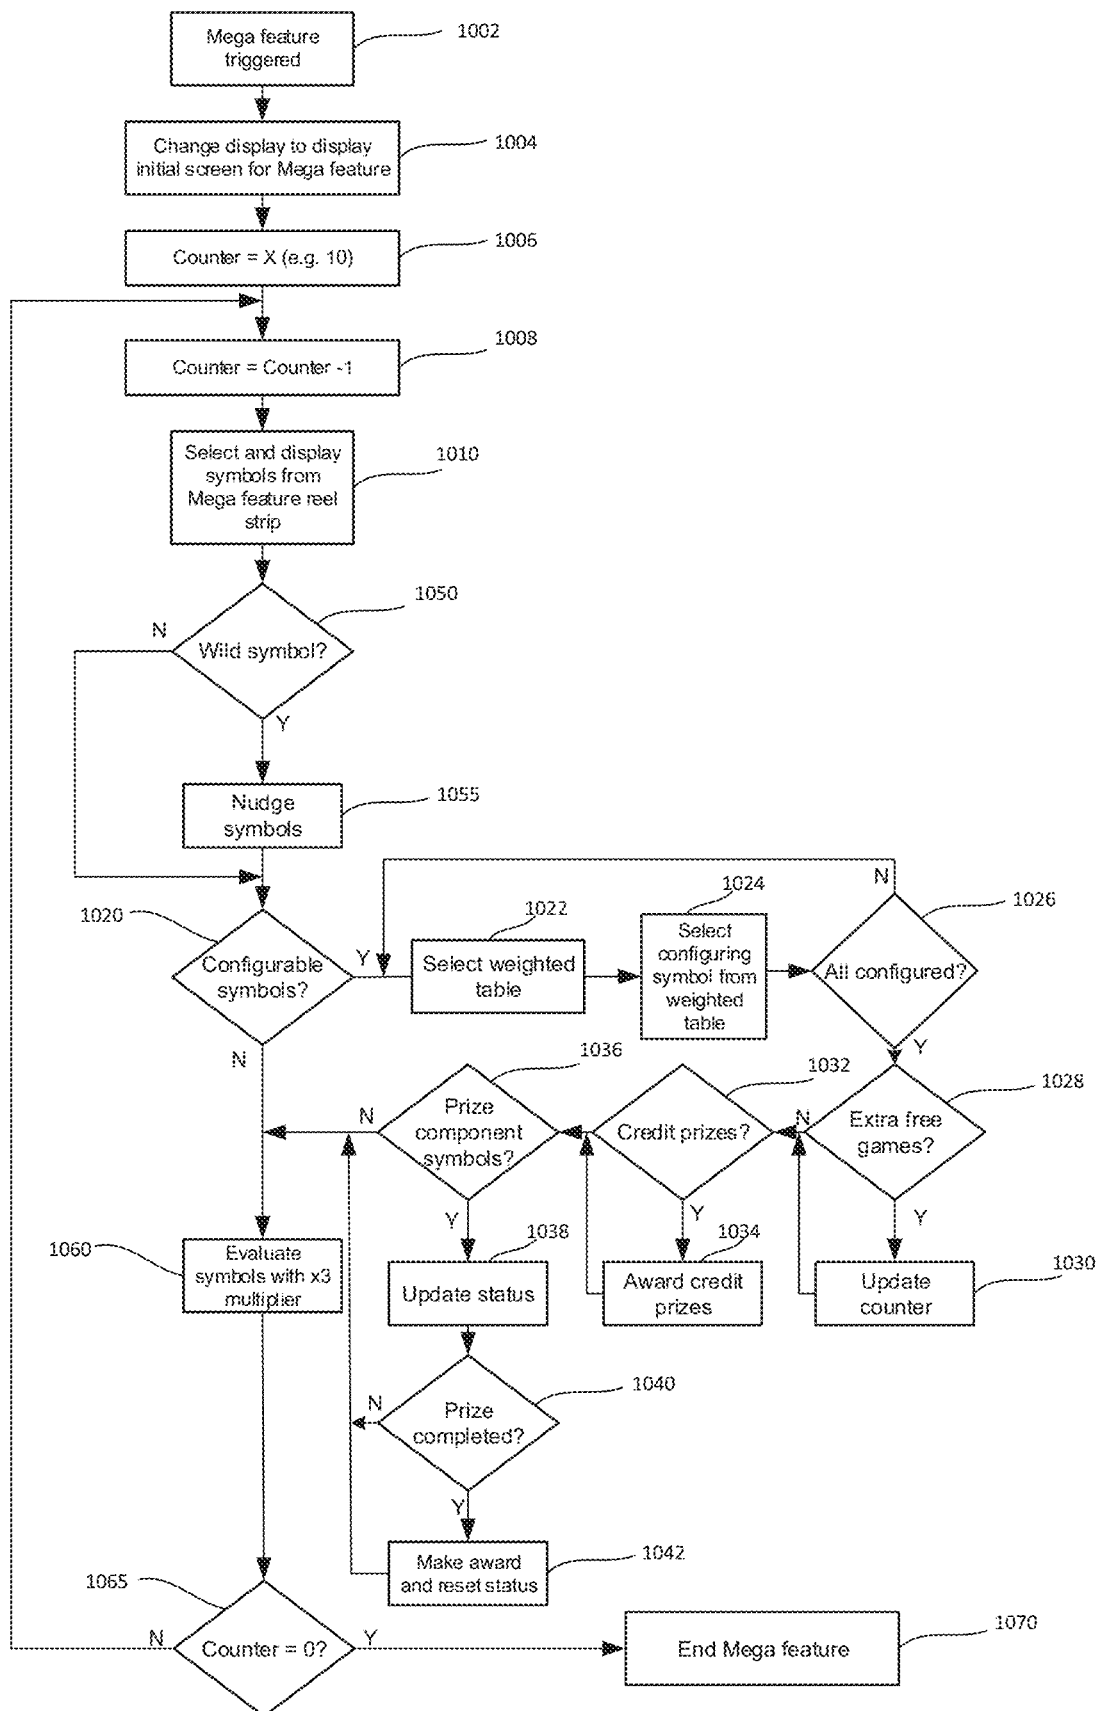 Mega feature
triggered
1002
Change display to display
initial screen for Mega feature
1004
Counter = X (e.g. 10)
1006
Counter = Counter -1
1008
Select and display
symbols from
Mega feature reel
strip
1010
Wild symbol?
1050
N
Y
Nudge
symbols
1055
Configurable
symbols?
1020
Y
N
Select weighted
table
1022
Select
configuring
symbol from
weighted
table
1024
All configured?
1026
N
Y
Extra free
games?
1028
N
Y
Update
counter
1030
Credit prizes?
1032
Y
Award credit
prizes
1034
Prize
component
symbols?
1036
N
Y
Update status
1038
Prize
completed?
1040
N
Y
Make award
and reset status
1042
Evaluate
symbols with x3
multiplier
1060
Counter = 0?
1065
N
Y
End Mega feature
1070